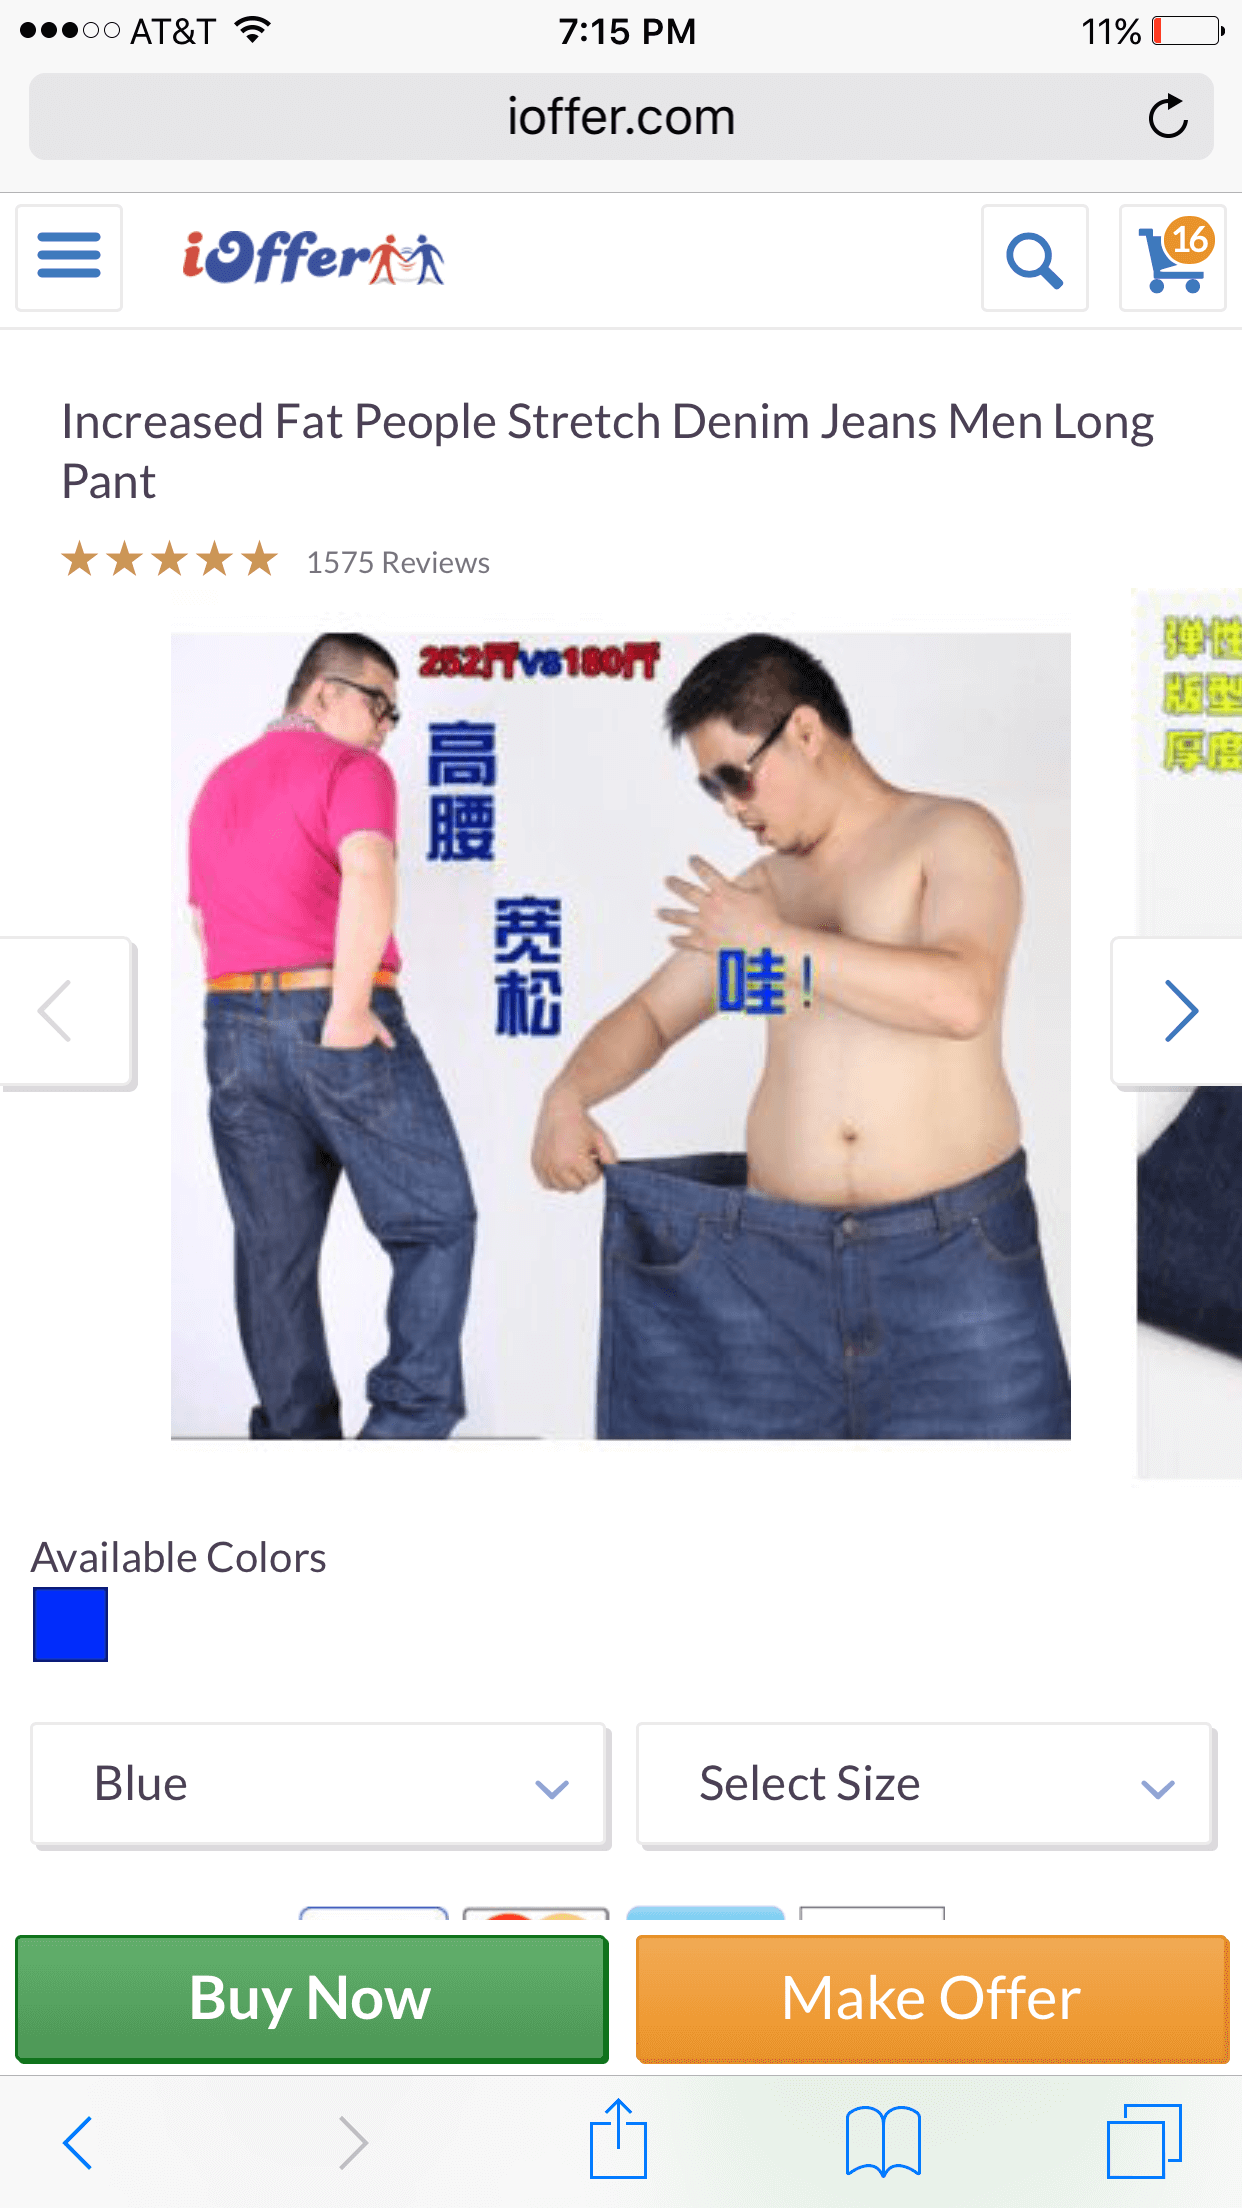 AT&T 7:15 PM 11%
ioffer.com
iOffer 16
Increased Fat People Stretch Denim Jeans Men Long
Pant
1575 Reviews
252斤VS180斤
高腰
宽松
哇!
弹性
版型
厚度
Available Colors
Blue
Select Size
Buy Now
Make Offer